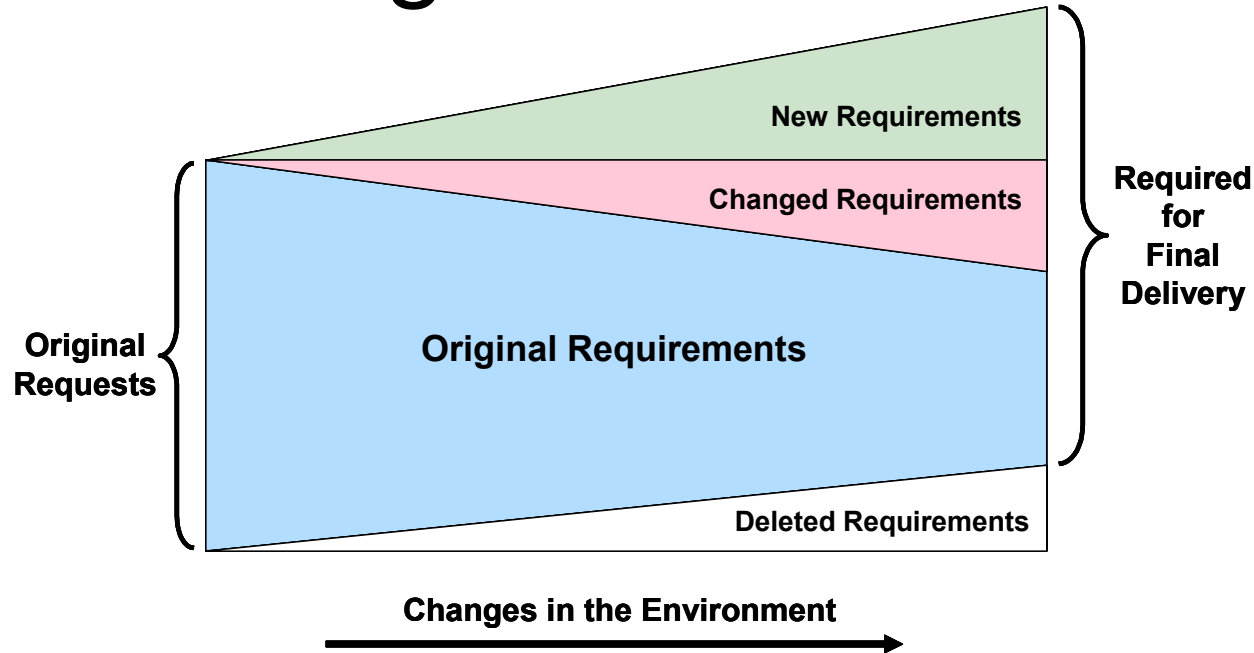 New Requirements
Changed Requirements
Required
for
Final
Delivery
Original
Requests
Original Requirements
Deleted Requirements
Changes in the Environment